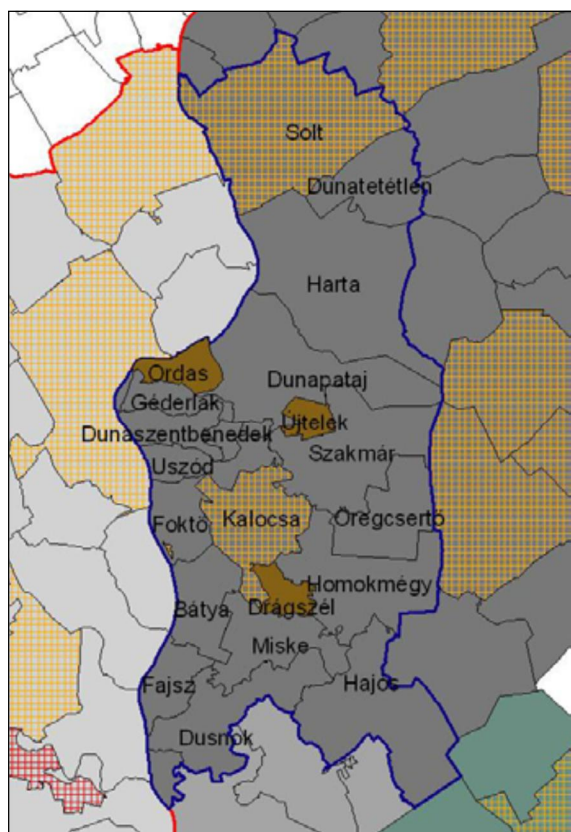 Solt
Dunatetétlen
Harta
Ordas
Dunapataj
Géderlak
Újtelek
Dunaszentbenedek
Szakmár
Uszód
Kalocsa
Öregcsertő
Foktő
Homokmégy
Bátya
Drágszél
Miske
Fajsz
Hajós
Dusnok